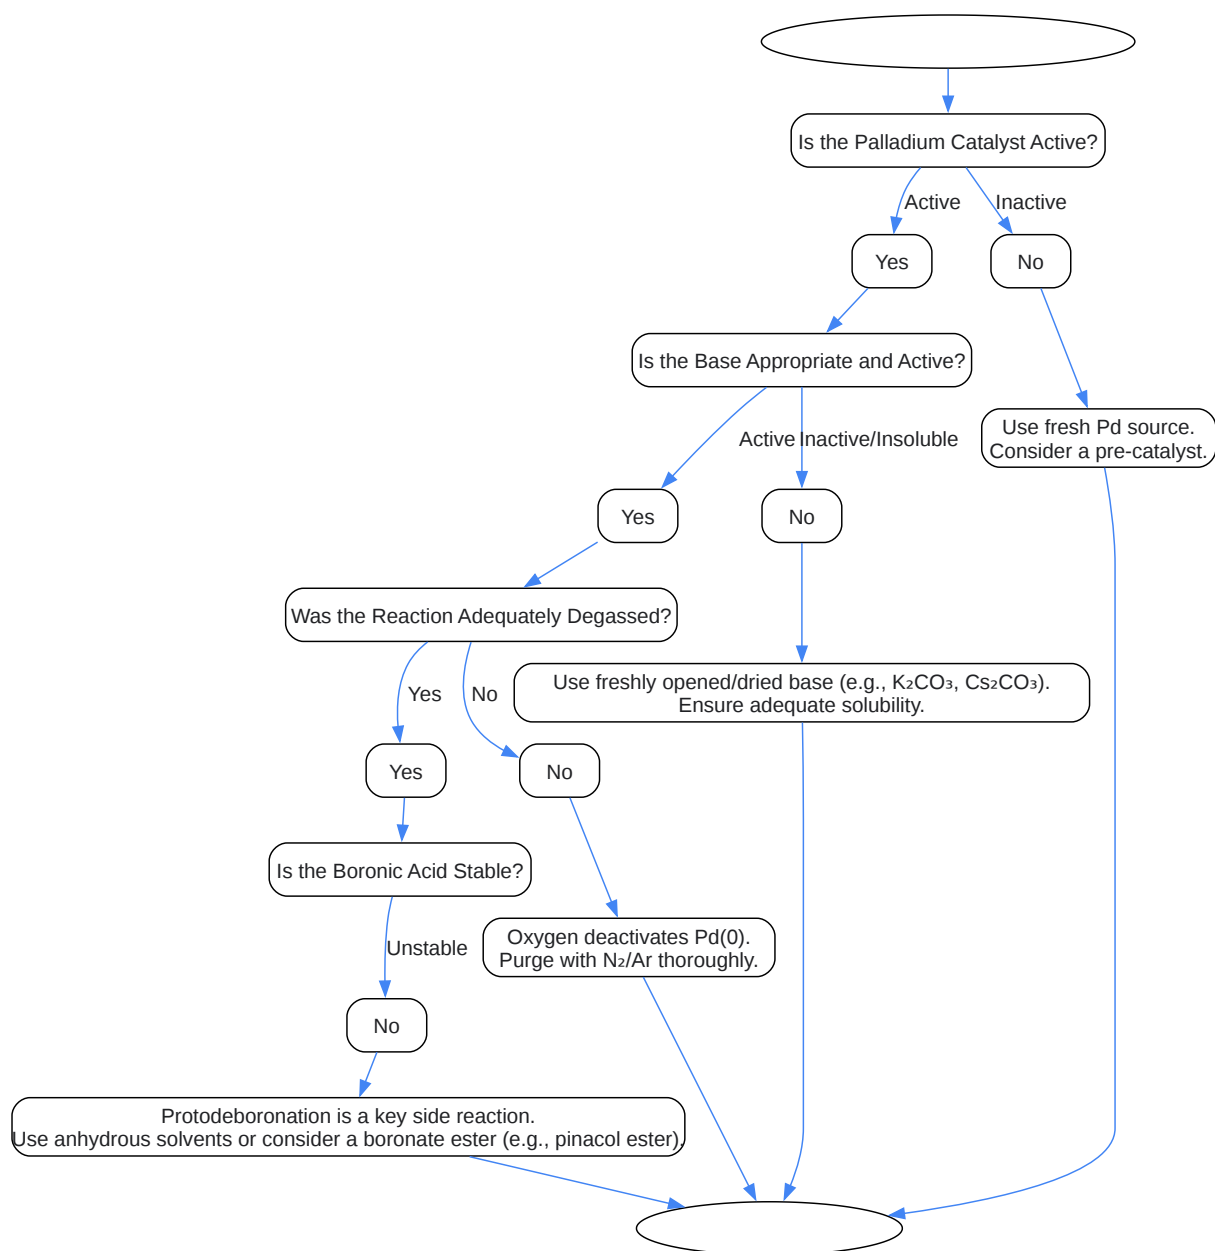 Is the Palladium Catalyst Active?
Active
Inactive
Yes
No
Is the Base Appropriate and Active?
Use fresh Pd source.
Consider a pre-catalyst.
Active
Inactive/Insoluble
Yes
No
Was the Reaction Adequately Degassed?
Use freshly opened/dried base (e.g., K₂CO₃, Cs₂CO₃).
Ensure adequate solubility.
Yes
No
Yes
No
Is the Boronic Acid Stable?
Oxygen deactivates Pd(0).
Purge with N₂/Ar thoroughly.
Unstable
No
Protodeboronation is a key side reaction.
Use anhydrous solvents or consider a boronate ester (e.g., pinacol ester).